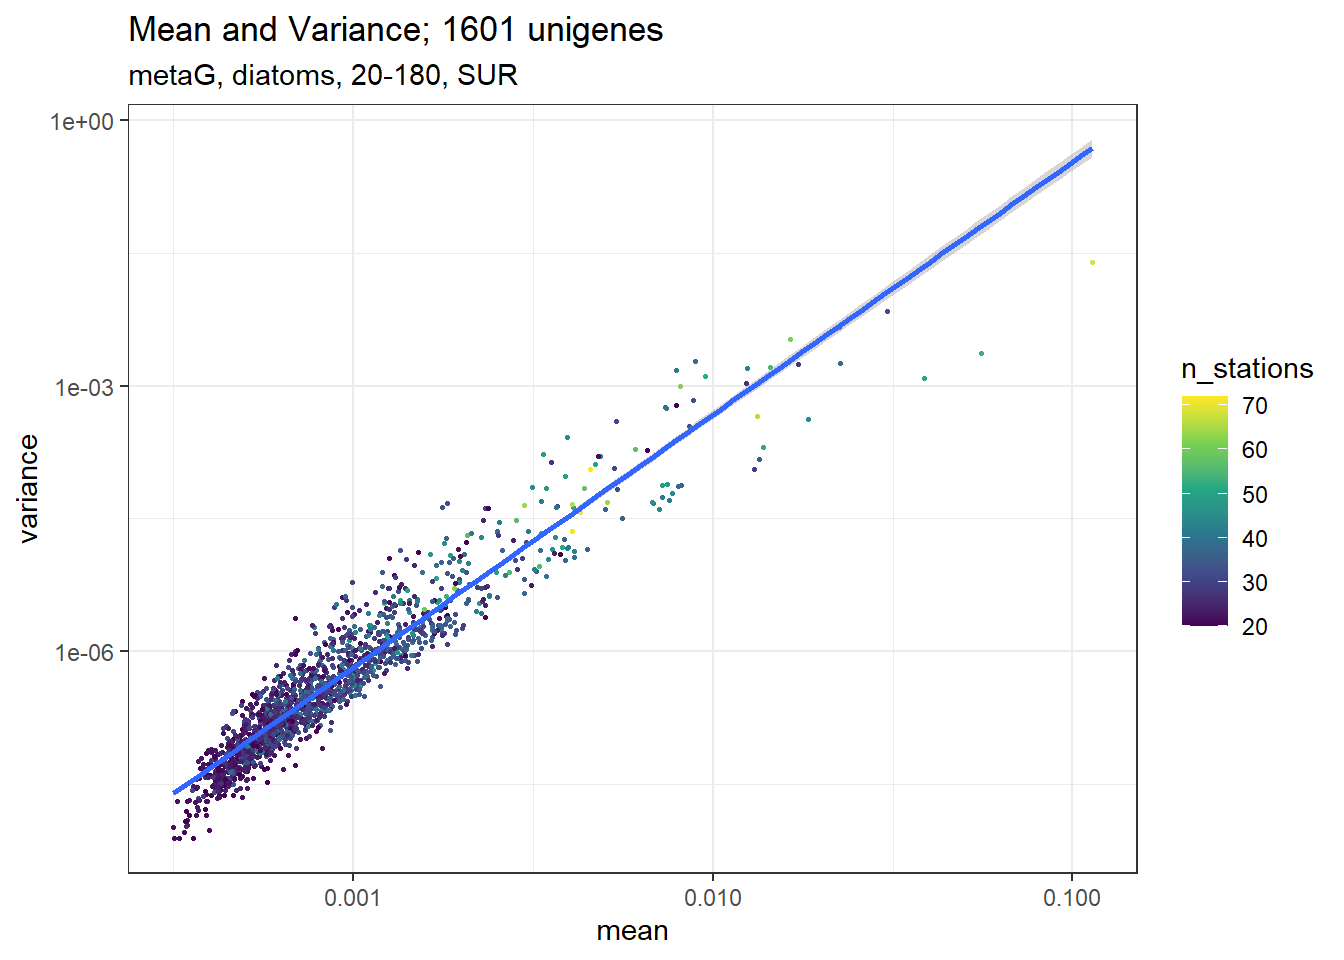 Mean and Variance; 1601 unigenes
metaG, diatoms, 20-180, SUR
1e+00
1e-03
1e-06
variance
0.001
0.010
0.100
mean
n_stations
70
60
50
40
30
20